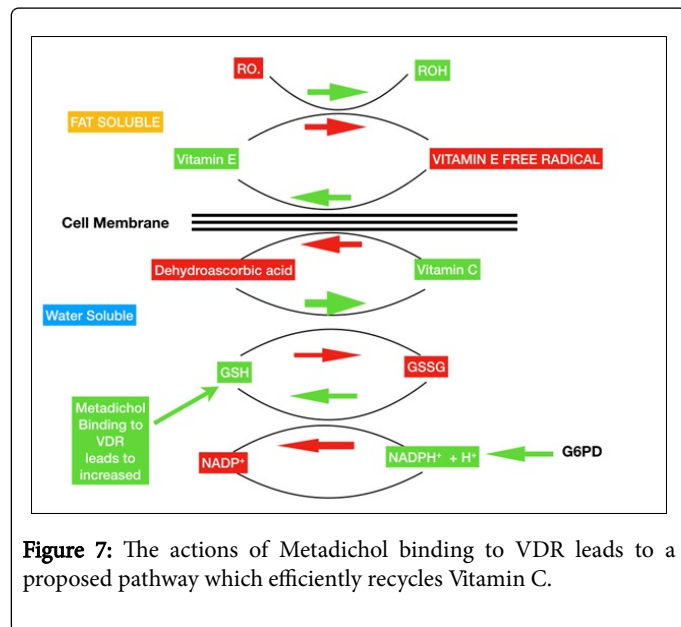 RO.
ROH
FAT SOLUBLE
Vitamin E
VITAMIN E FREE RADICAL
Cell Membrane
Dehydroascorbic acid
Vitamin C
Water Soluble
GSH
GSSG
Metadichol
Binding to
VDR
leads to
increased
NADP⁺
NADPH⁺ + H⁺
G6PD
Figure 7: The actions of Metadichol binding to VDR leads to a
proposed pathway which efficiently recycles Vitamin C.